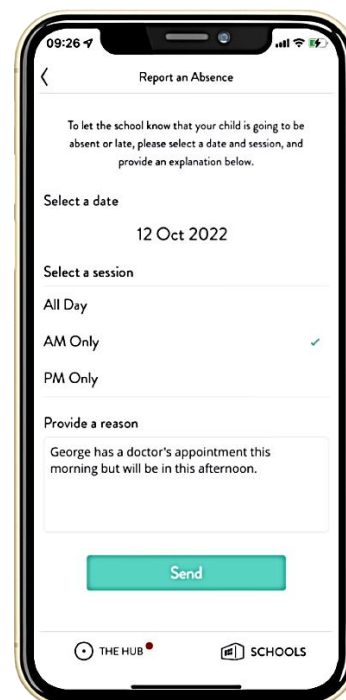 09:26
Report an Absence
To let the school know that your child is going to be
absent or late, please select a date and session, and
provide an explanation below.
Select a date
12 Oct 2022
Select a session
All Day
AM Only
PM Only
Provide a reason
George has a doctor's appointment this
morning but will be in this afternoon.
Send
THE HUB SCHOOLS